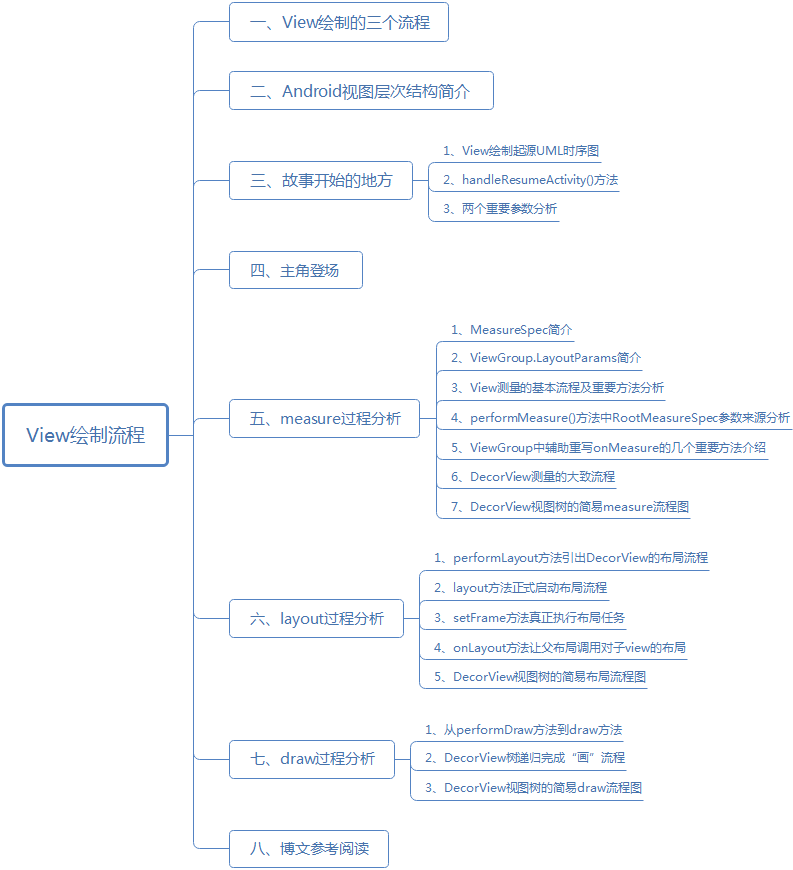 View绘制流程
一、View绘制的三个流程
二、Android视图层次结构简介
三、故事开始的地方
1、View绘制起源UML时序图
2、handleResumeActivity()方法
3、两个重要参数分析
四、主角登场
五、measure过程分析
1、MeasureSpec简介
2、ViewGroup.LayoutParams简介
3、View测量的基本流程及重要方法分析
4、performMeasure()方法中RootMeasureSpec参数来源分析
5、ViewGroup中辅助重写onMeasure的几个重要方法介绍
6、DecorView测量的大致流程
7、DecorView视图树的简易measure流程图
六、layout过程分析
1、performLayout方法引出DecorView的布局流程
2、layout方法正式启动布局流程
3、setFrame方法真正执行布局任务
4、onLayout方法让父布局调用对子view的布局
5、DecorView视图树的简易布局流程图
七、draw过程分析
1、从performDraw方法到draw方法
2、DecorView树递归完成“画”流程
3、DecorView视图树的简易draw流程图
八、博文参考阅读